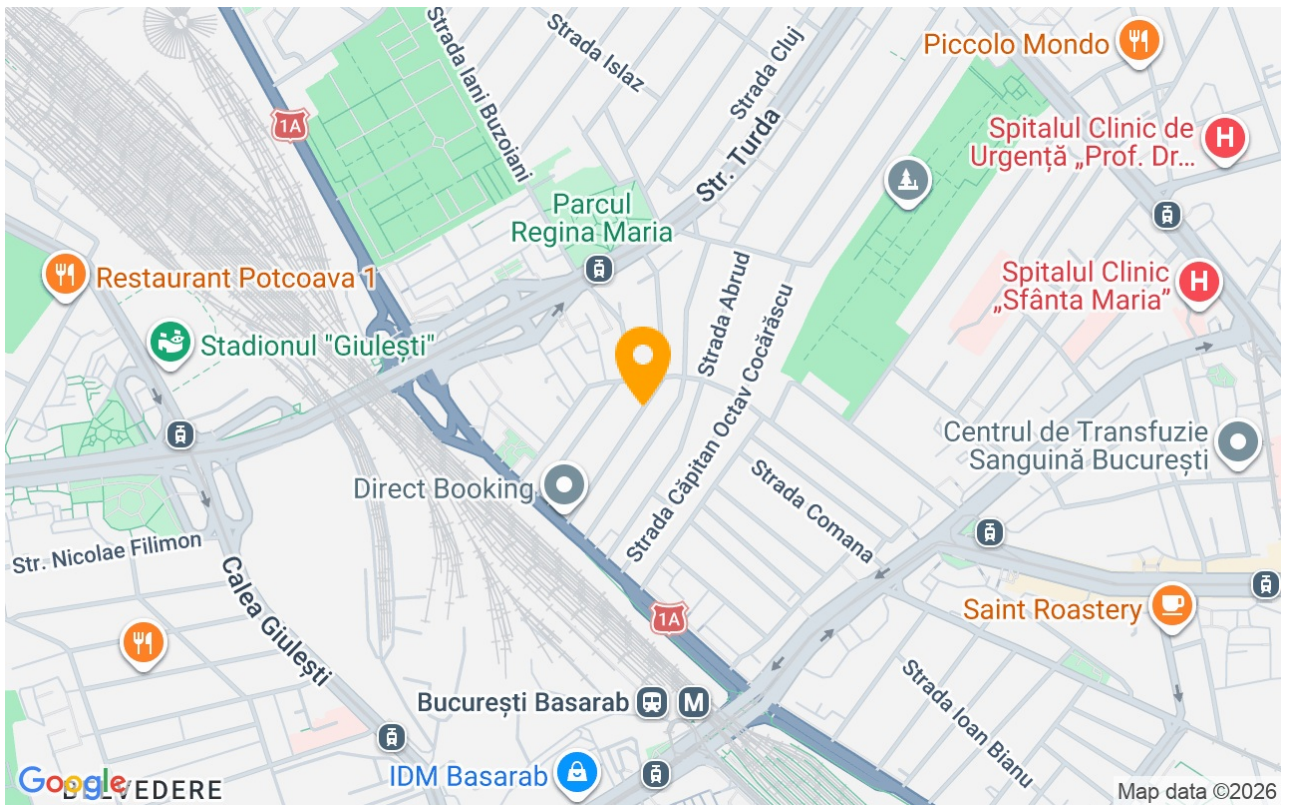 Piccolo Mondo
Strada Iani Buzoiani
Strada Islaz
Strada Cluj
1A
Spitalul Clinic de
Urgență „Prof. Dr...
H
Str. Turda
Parcul
Regina Maria
Restaurant Potcoava 1
Spitalul Clinic
„Sfânta Maria”
H
Strada Abrud
Stadionul "Giulești"
Strada Căpitan Octav Cocărăscu
Centrul de Transfuzie
Sanguină București
Direct Booking
Strada Comana
Str. Nicolae Filimon
Calea Giulești
Saint Roastery
1A
București Basarab
M
Strada Ioan Bianu
IDM Basarab
Google
Map data ©2026